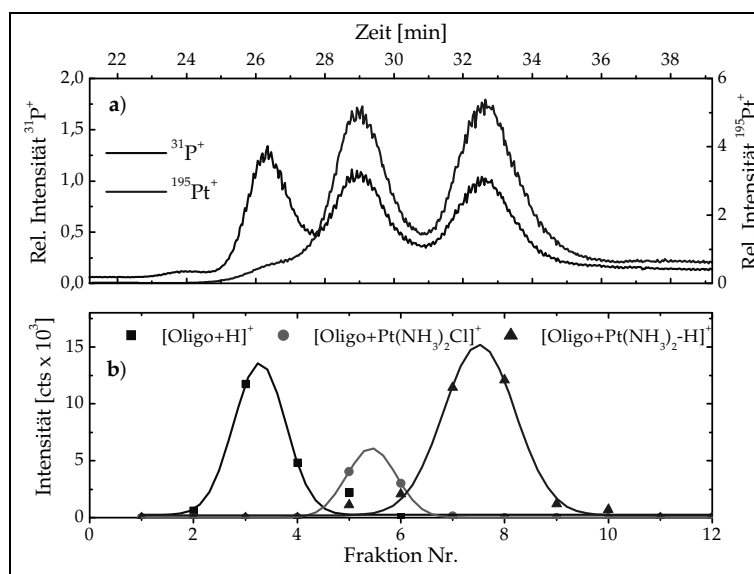 Zeit [min]
22 24 26 28 30 32 34 36 38
2,0 6
a)
1,5
³¹P⁺ 4
1,0
¹⁹⁵Pt⁺
2
0,5
0,0 0
Rel. Intensität ³¹P⁺
Rel. Intensität ¹⁹⁵Pt⁺
[Oligo+H]⁺ [Oligo+Pt(NH₃)₂Cl]⁺ [Oligo+Pt(NH₃)₂-H]⁺
15
b)
10
5
0
Intensität [cts x 10³]
0 2 4 6 8 10 12
Fraktion Nr.